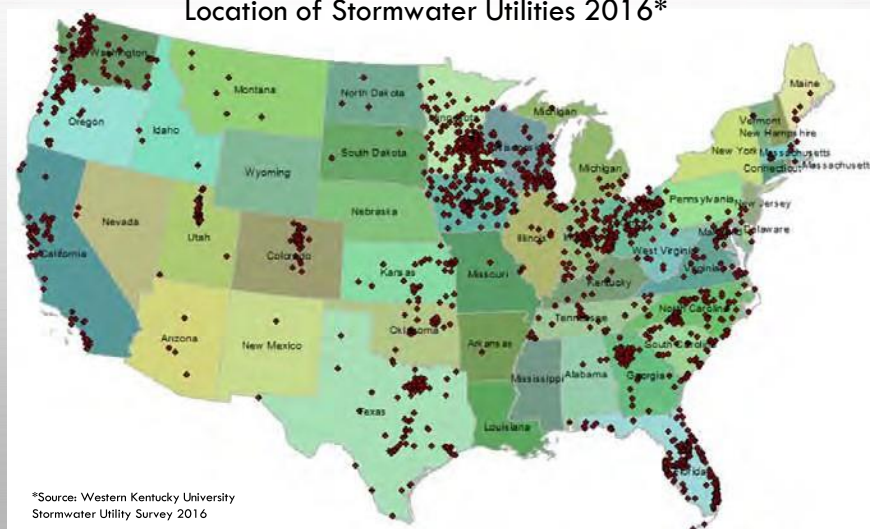 Location of Stormwater Utilities 2016*
Washington
Montana
North Dakota
Minnesota
Michigan
Maine
Oregon
Idaho
South Dakota
Vermont
New Hampshire
New York
Massachusetts
Massachusetts
Connecticut
Wyoming
Michigan
Pennsylvania
New Jersey
Nebraska
Nevada
Utah
Colorado
Illinois
Delaware
California
Kansas
Missouri
West Virginia
Virginia
Kentucky
Arizona
New Mexico
Oklahoma
Arkansas
Tennessee
North Carolina
South Carolina
Mississippi
Alabama
Georgia
Texas
Louisiana
Florida
*Source: Western Kentucky University
Stormwater Utility Survey 2016